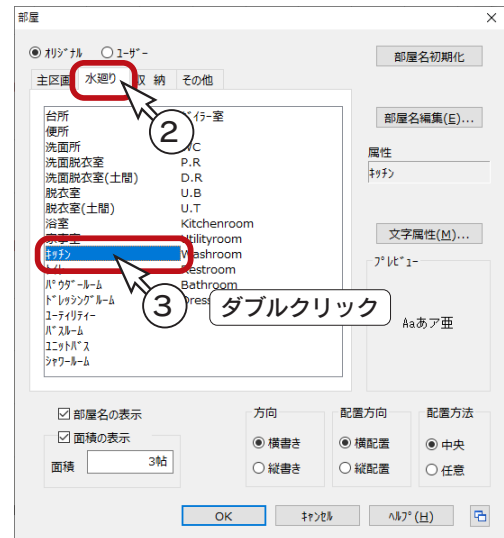 部屋
ｵﾘｼﾞﾅﾙ ﾕｰｻﾞｰ
部屋名初期化
主区画 水廻り 収 納 その他
台所 ﾎﾞｲﾗｰ室
便所
洗面所 WC
洗面脱衣室 P.R
洗面脱衣室(土間) D.R
脱衣室 U.B
脱衣室(土間) U.T
浴室 Kitchenroom
家事室 Utilityroom
ｷｯﾁﾝ Washroom
ﾄｲﾚ Restroom
ﾊﾟｳﾀﾞｰﾙｰﾑ Bathroom
ﾄﾞﾚｯｼﾝｸﾞﾙｰﾑ
ﾕｰﾃｨﾘﾃｨｰ
ﾊﾞｽﾙｰﾑ
ﾕﾆｯﾄﾊﾞｽ
ｼｬﾜｰﾙｰﾑ
②
③ ダブルクリック
部屋名編集(E)...
属性
ｷｯﾁﾝ
文字属性(M)...
ﾌﾟﾚﾋﾞｭｰ
Aaあア亜
部屋名の表示
面積の表示
面積 3帖
方向
横書き
縦書き
配置方向
横配置
縦配置
配置方法
中央
任意
OK ｷｬﾝｾﾙ ﾍﾙﾌﾟ(H)